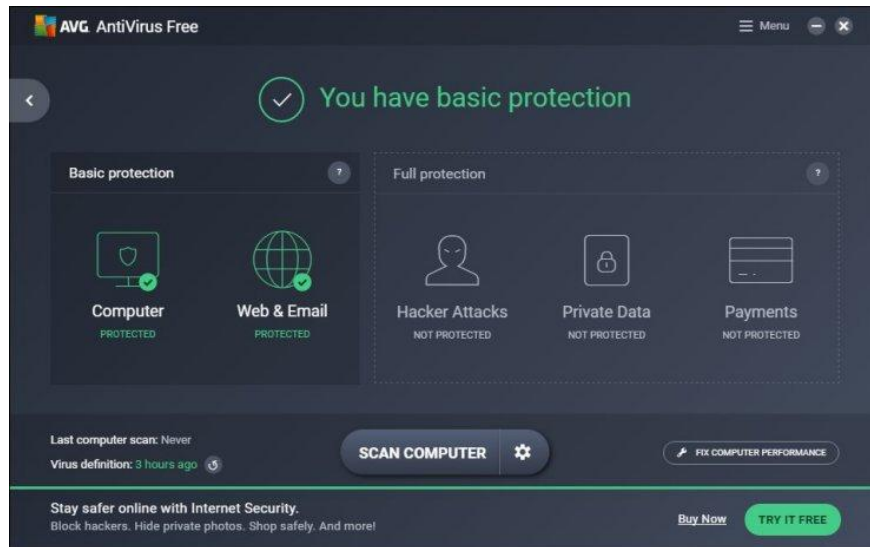 AVG AntiVirus Free
Menu
You have basic protection
Basic protection
?
Full protection
?
Computer
PROTECTED
Web & Email
PROTECTED
Hacker Attacks
NOT PROTECTED
Private Data
NOT PROTECTED
Payments
NOT PROTECTED
Last computer scan: Never
Virus definition: 3 hours ago
SCAN COMPUTER
FIX COMPUTER PERFORMANCE
Stay safer online with Internet Security.
Block hackers. Hide private photos. Shop safely. And more!
Buy Now
TRY IT FREE